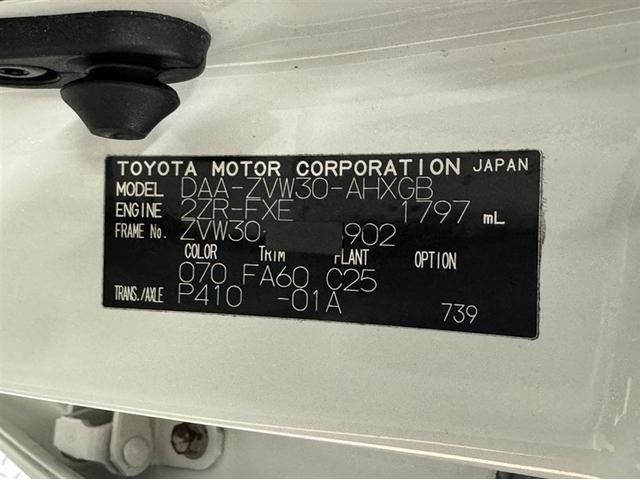 TOYOTA MOTOR CORPORATION JAPAN
MODEL DAA-ZVW30-AHXGB
ENGINE 2ZR-FXE 1797 mL
FRAME No. ZVW30- 902
COLOR TRIM PLANT OPTION
070 FA60 C25
TRANS./AXLE P410 -01A 739